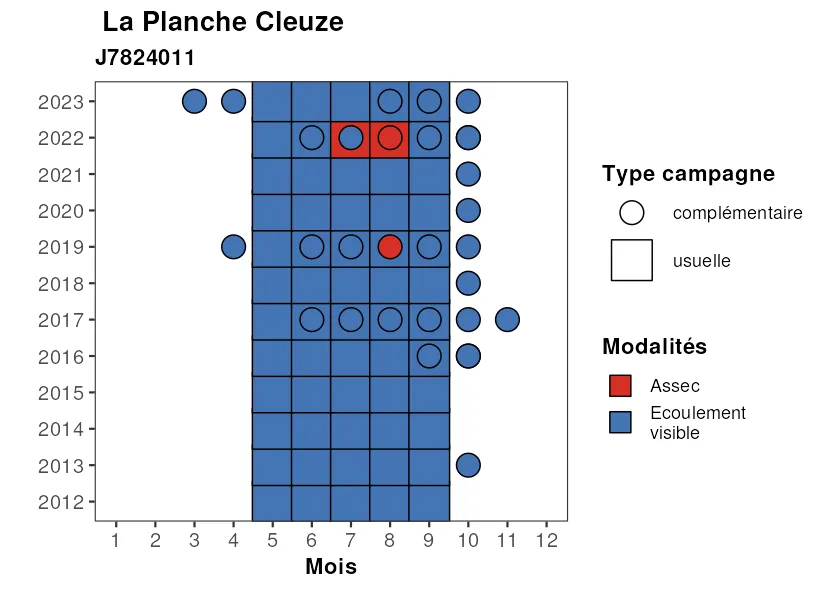 La Planche Cleuze
J7824011
2023
2022
2021
2020
2019
2018
2017
2016
2015
2014
2013
2012
1 2 3 4 5 6 7 8 9 10 11 12
Mois
Type campagne
complémentaire
usuelle
Modalités
Assec
Ecoulement
visible